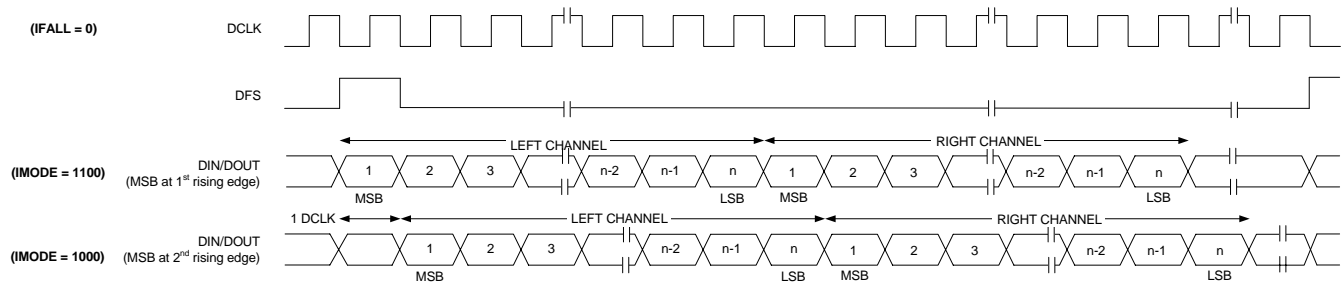 (IFALL = 0) DCLK
DFS
LEFT CHANNEL RIGHT CHANNEL
(IMODE = 1100) DIN/DOUT 1 2 3 n-2 n-1 n 1 2 3 n-2 n-1 n
(MSB at 1st rising edge)
MSB LSB MSB LSB
1 DCLK LEFT CHANNEL RIGHT CHANNEL
(IMODE = 1000) DIN/DOUT 1 2 3 n-2 n-1 n 1 2 3 n-2 n-1 n
(MSB at 2nd rising edge)
MSB LSB MSB LSB